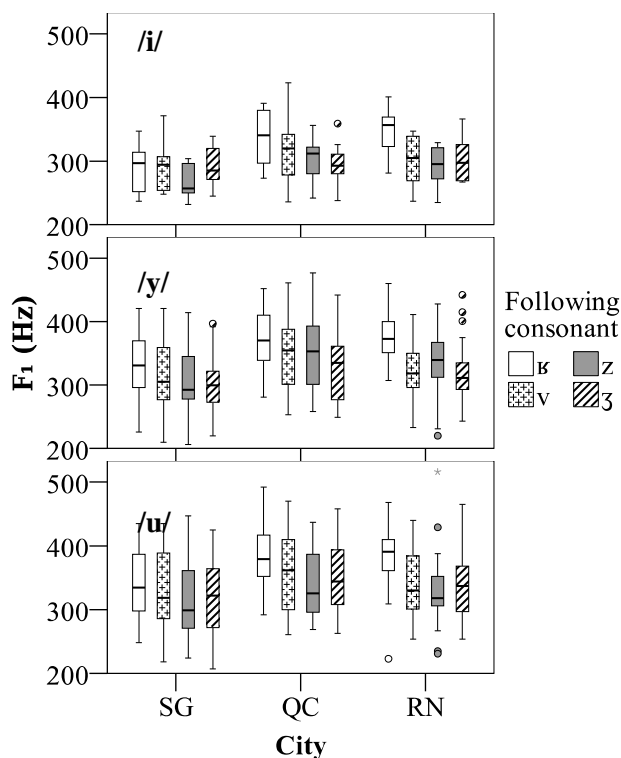 500
/i/
400
300
200
500
/y/
400
300
200
500
/u/
400
300
200
F₁ (Hz)
SG QC RN
City
Following
consonant
ʁ z
v ʒ